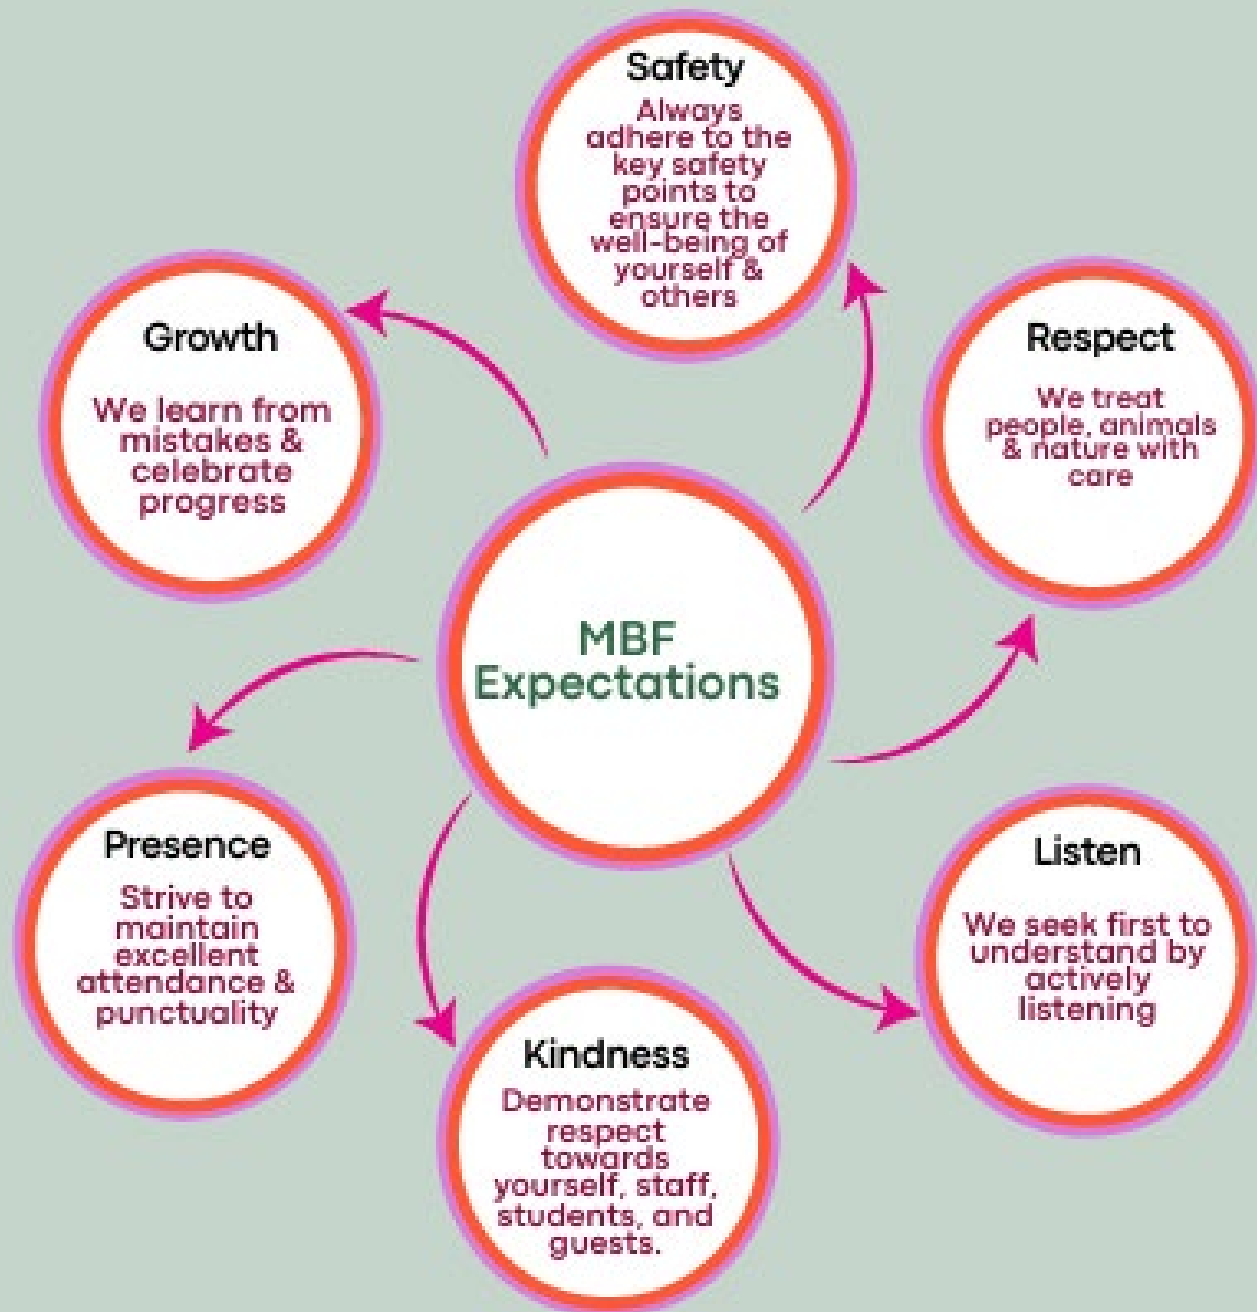 Safety
Always
adhere to the
key safety
points to
ensure the
well-being of
yourself &
others
Growth
We learn from
mistakes &
celebrate
progress
Respect
We treat
people, animals
& nature with
care
MBF
Expectations
Presence
Strive to
maintain
excellent
attendance &
punctuality
Listen
We seek first to
understand by
actively
listening
Kindness
Demonstrate
respect
towards
yourself, staff,
students, and
guests.